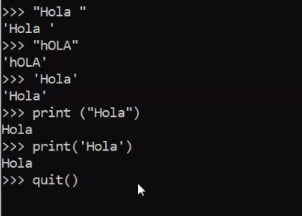 >>> "Hola "
'Hola '
>>> "hOLA"
'hOLA'
>>> 'Hola'
'Hola'
>>> print ("Hola")
Hola
>>> print('Hola')
Hola
>>> quit()